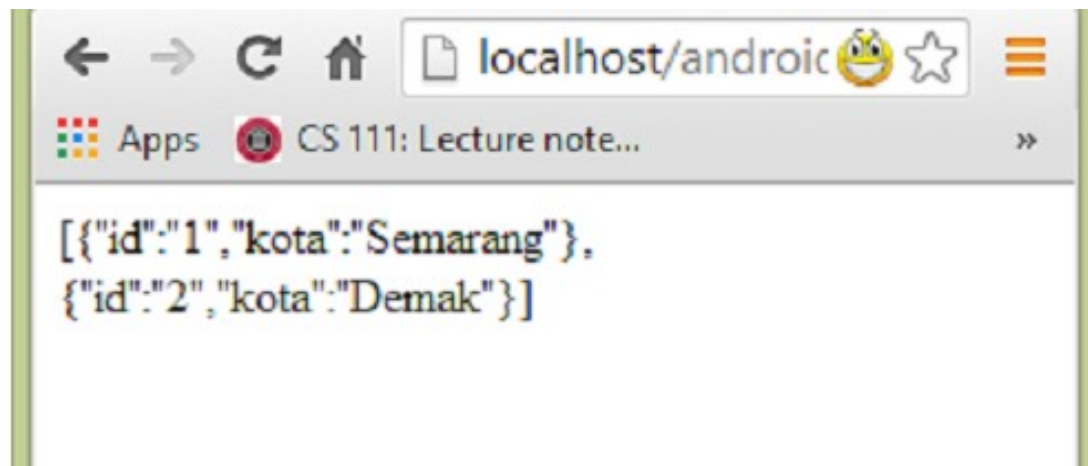 localhost/androic
Apps CS 111: Lecture note... »
[{"id":"1","kota":"Semarang"},
{"id":"2","kota":"Demak"}]